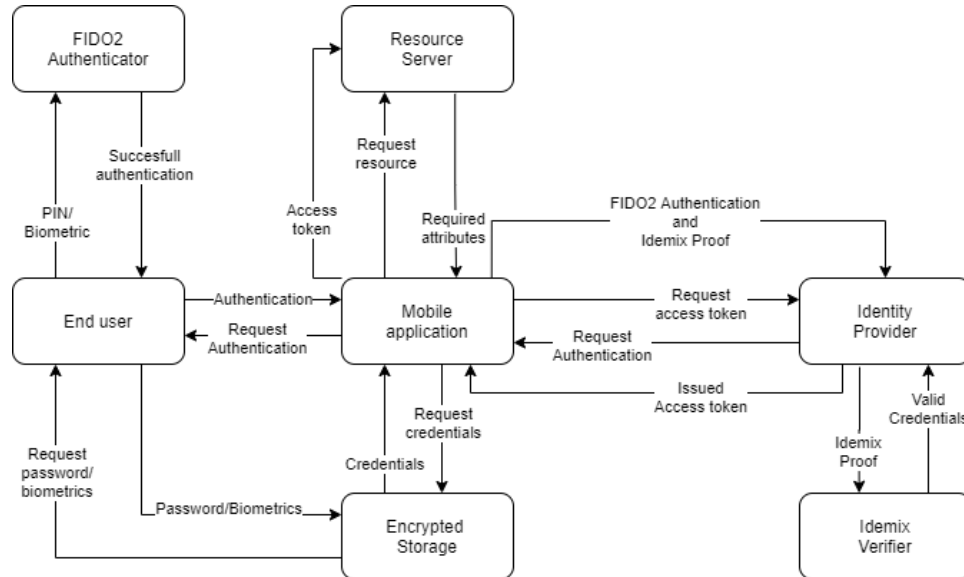 FIDO2
Authenticator
Resource
Server
Succesfull
authentication
Request
resource
PIN/
Biometric
Access
token
Required
attributes
FIDO2 Authentication
and
Idemix Proof
End user
Authentication
Request
Authentication
Mobile
application
Request
access token
Request
Authentication
Issued
Access token
Identity
Provider
Request
password/
biometrics
Password/Biometrics
Credentials
Request
credentials
Idemix
Proof
Valid
Credentials
Encrypted
Storage
Idemix
Verifier